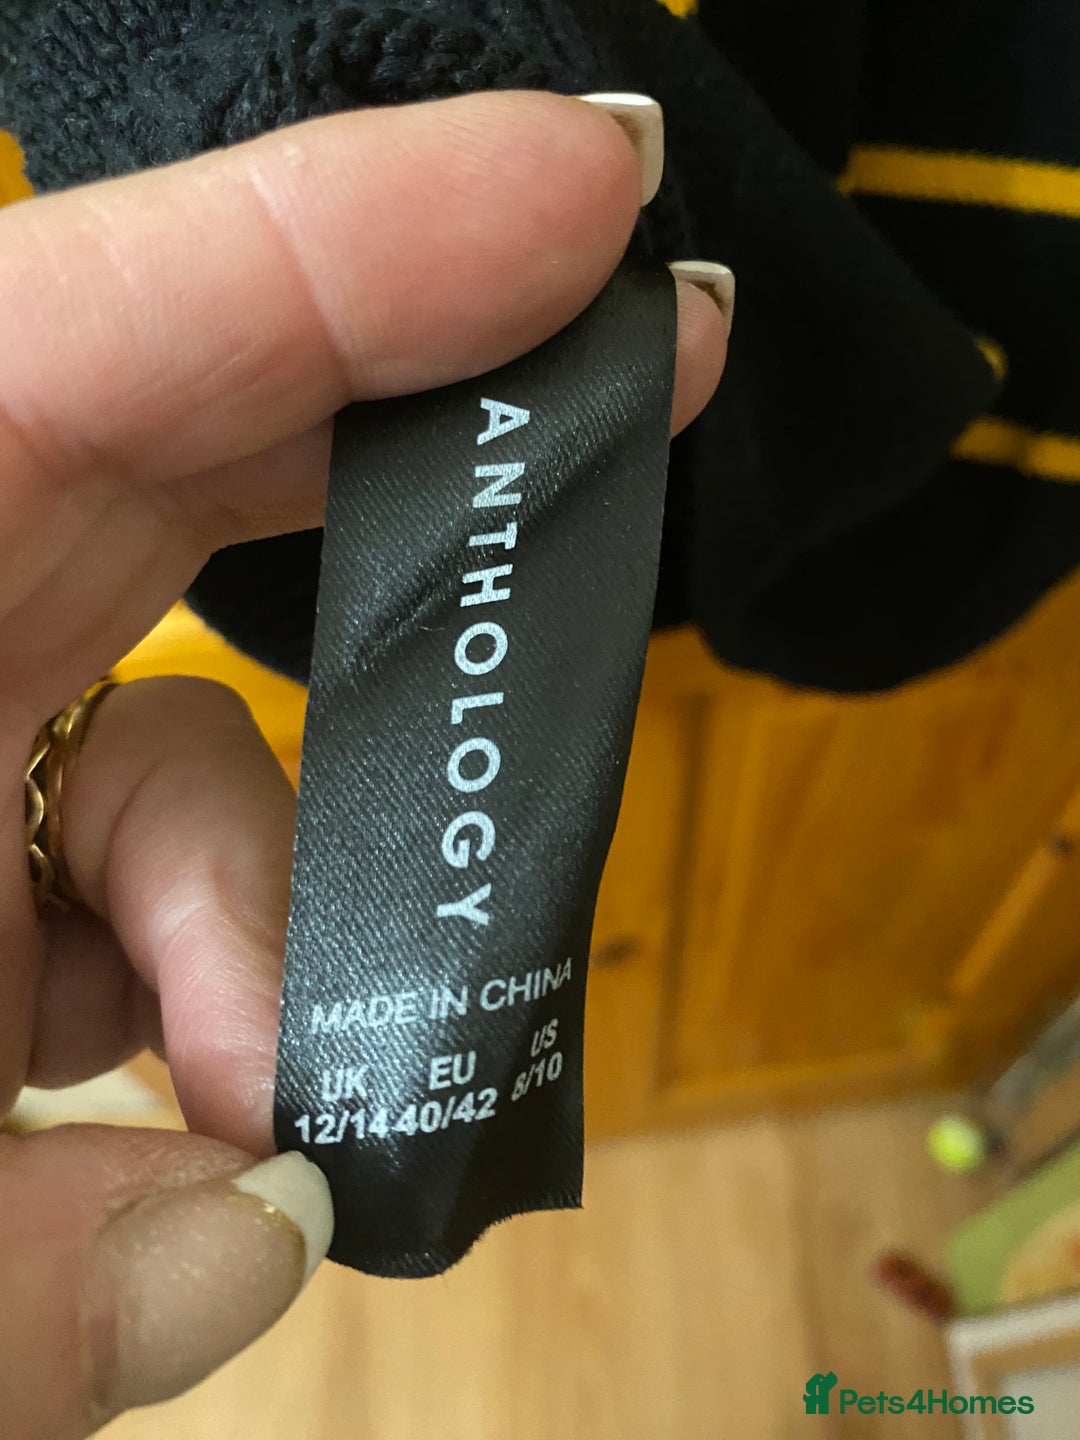 ANTHOLOGY
MADE IN CHINA
UK EU US
12/14 40/42 8/10
Pets4Homes